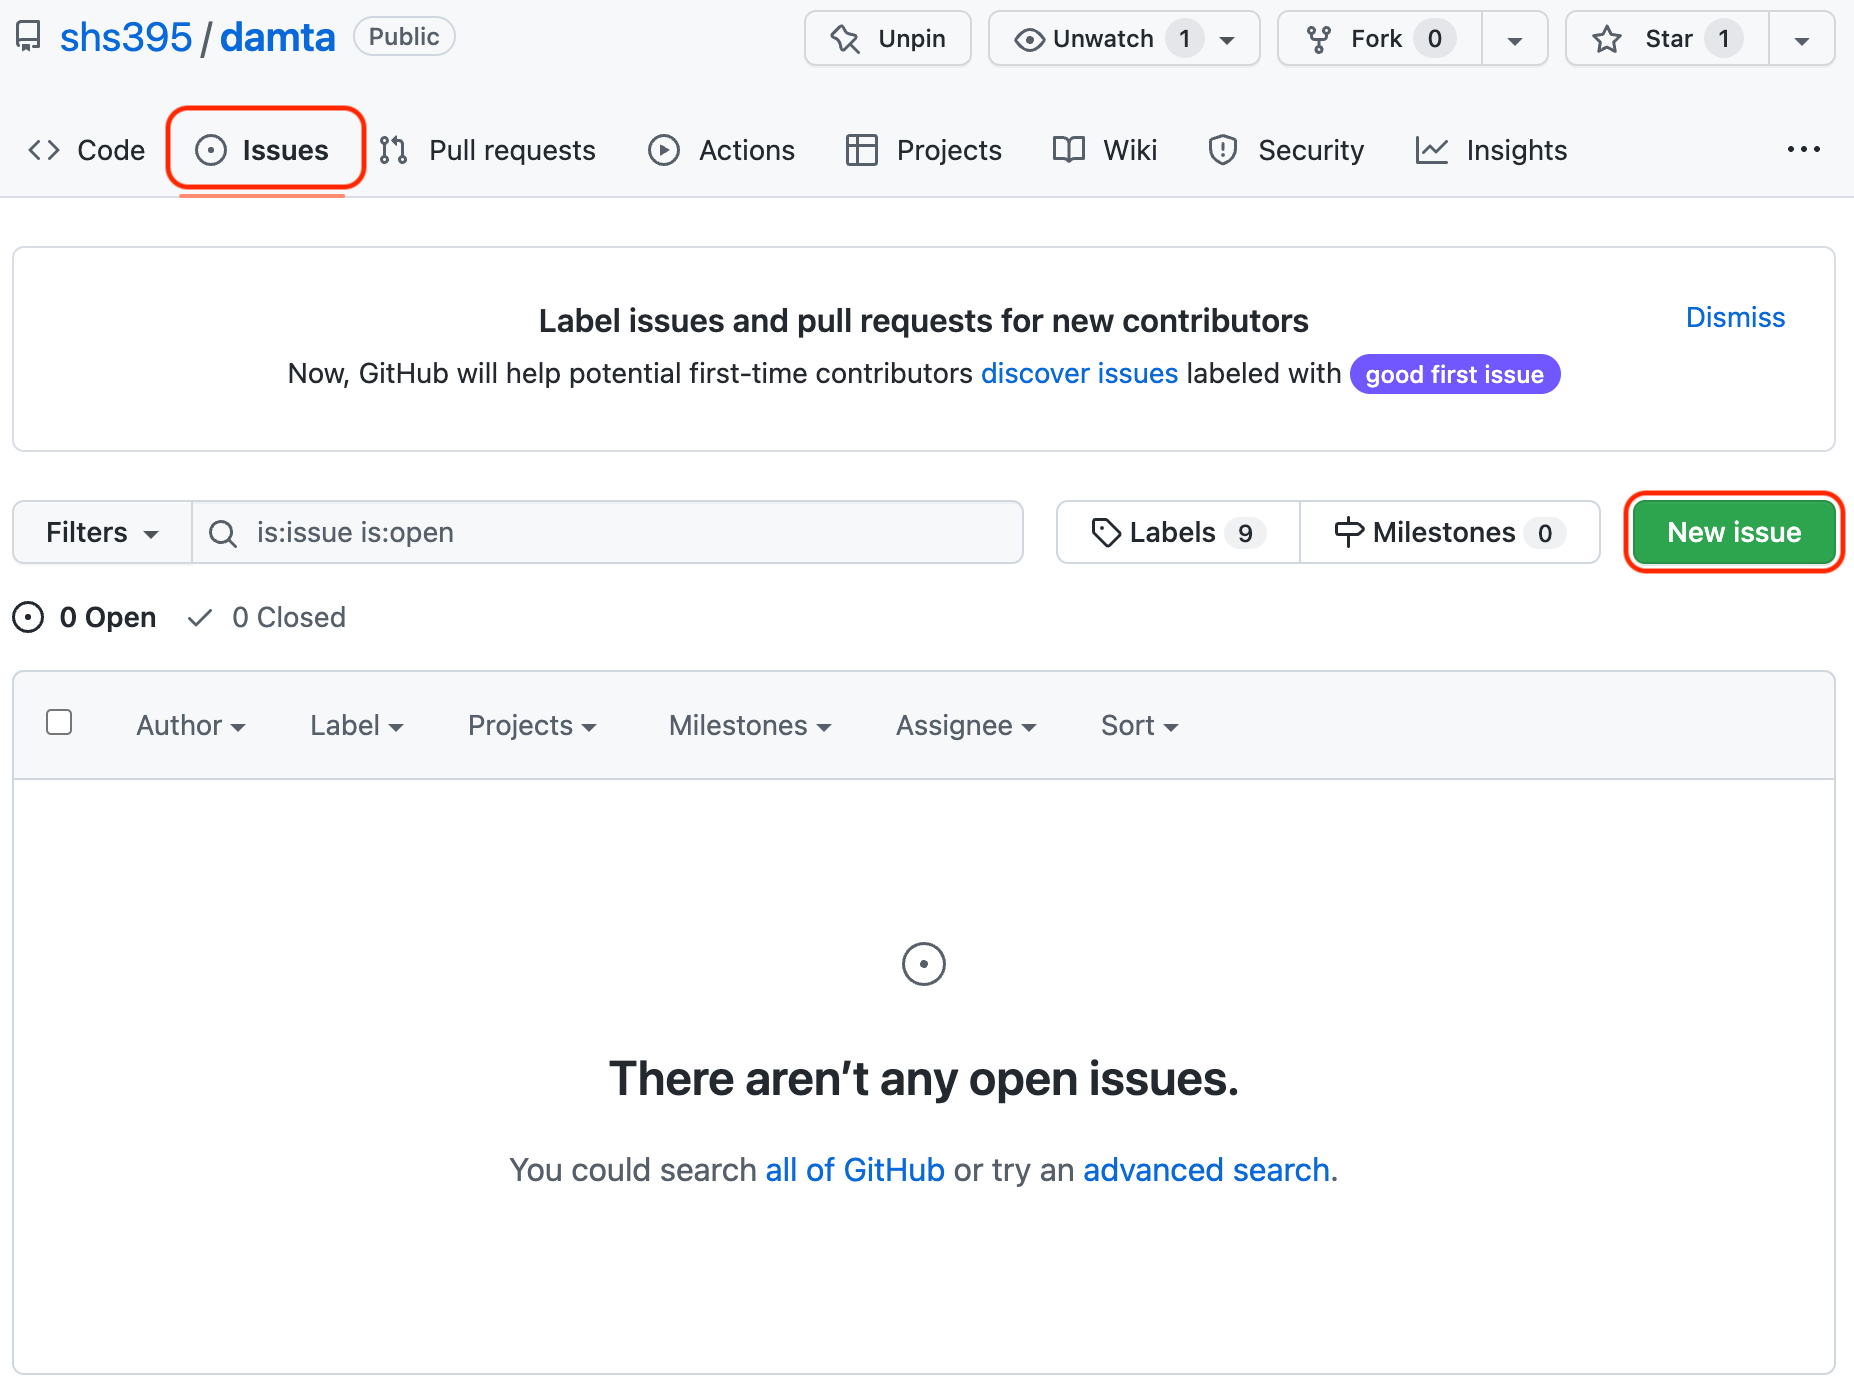 shs395 / damta Public Unpin Unwatch 1 Fork 0 Star 1
Code Issues Pull requests Actions Projects Wiki Security Insights
Label issues and pull requests for new contributors
Dismiss
Now, GitHub will help potential first-time contributors discover issues labeled with good first issue
Filters is:issue is:open Labels 9 Milestones 0 New issue
0 Open 0 Closed
Author Label Projects Milestones Assignee Sort
There aren’t any open issues.
You could search all of GitHub or try an advanced search.